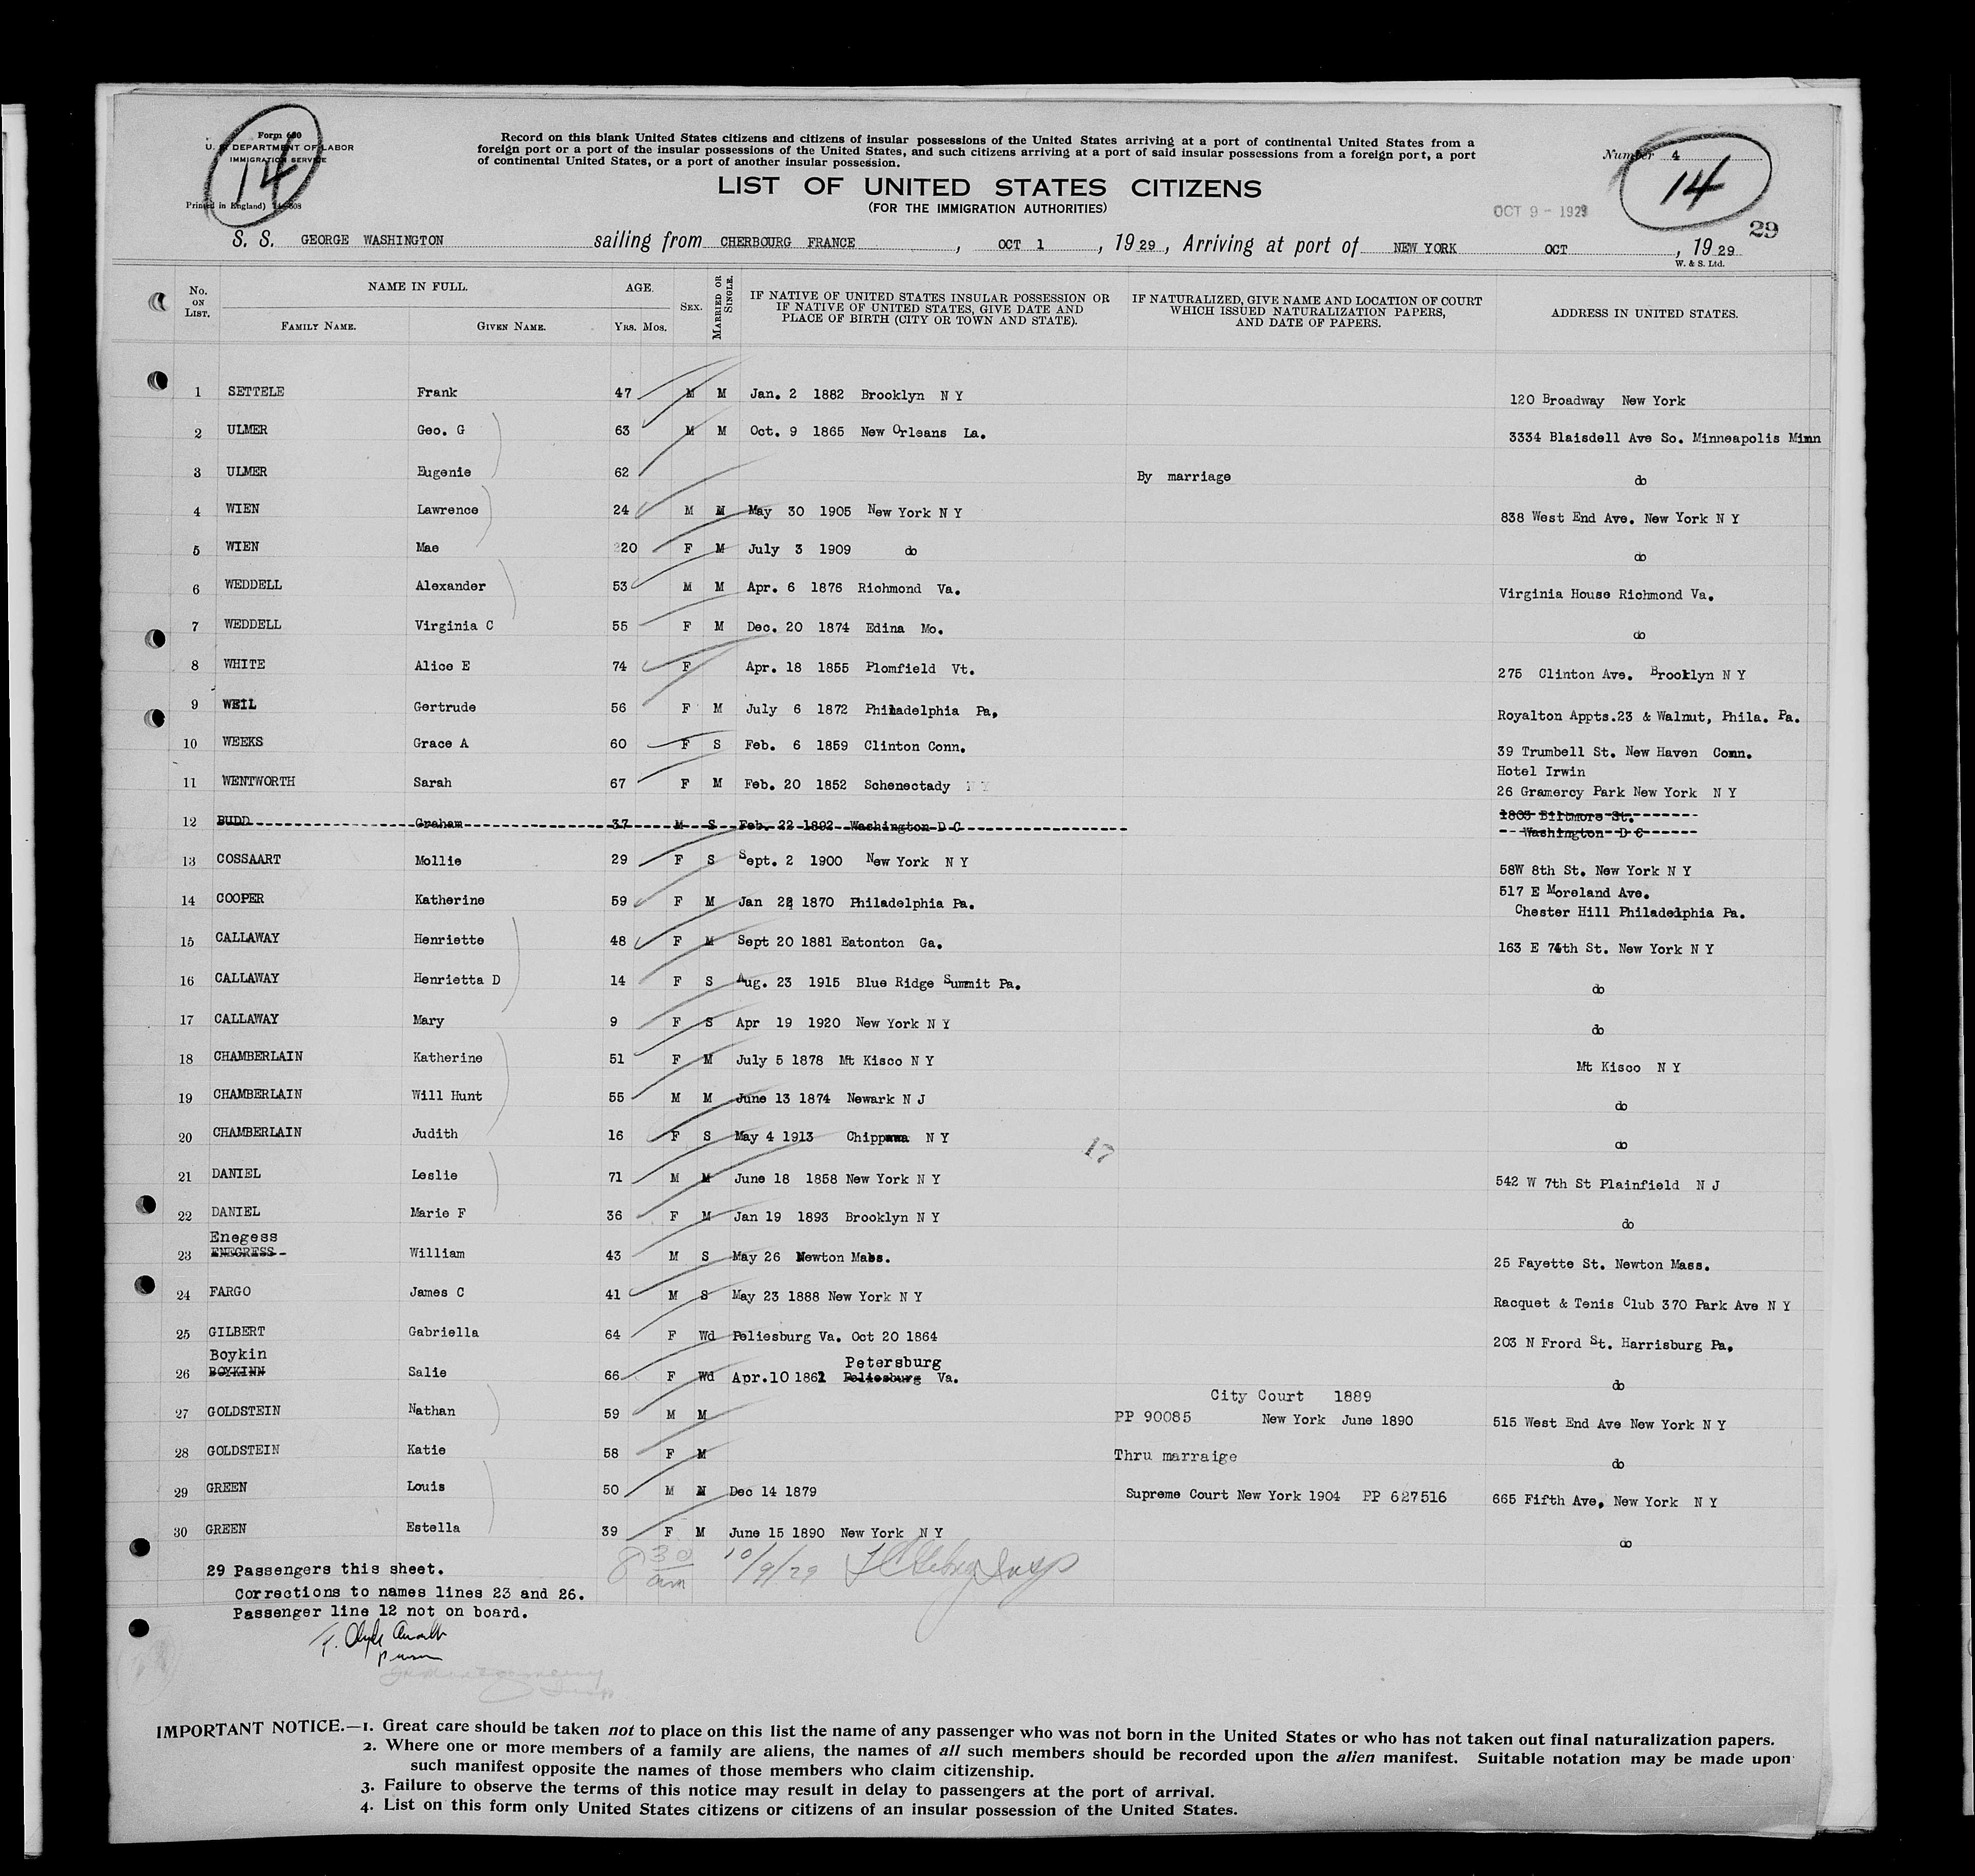 Form 630
U. S. DEPARTMENT OF LABOR
IMMIGRATION SERVICE
14
Printed in England)
Record on this blank United States citizens and citizens of insular possessions of the United States arriving at a port of continental United States from a
foreign port or a port of the insular possessions of the United States, and such citizens arriving at a port of said insular possessions from a foreign port, a port
of continental United States, or a port of another insular possession.
LIST OF UNITED STATES CITIZENS
(FOR THE IMMIGRATION AUTHORITIES)
Number 4
14
OCT 9 - 1929
29
S. S. GEORGE WASHINGTON sailing from CHERBOURG FRANCE, OCT 1, 1929, Arriving at port of NEW YORK OCT, 1929
W. & S. Ltd.
No. ON LIST. NAME IN FULL. FAMILY NAME. GIVEN NAME. AGE. YRS. MOS. SEX. MARRIED OR SINGLE. IF NATIVE OF UNITED STATES INSULAR POSSESSION OR IF NATIVE OF UNITED STATES, GIVE DATE AND PLACE OF BIRTH (CITY OR TOWN AND STATE). IF NATURALIZED, GIVE NAME AND LOCATION OF COURT WHICH ISSUED NATURALIZATION PAPERS, AND DATE OF PAPERS. ADDRESS IN UNITED STATES.
1 SETTELE Frank 47 M M Jan. 2 1882 Brooklyn N Y 120 Broadway New York
2 ULMER Geo. G 63 M M Oct. 9 1865 New Orleans La. 3334 Blaisdell Ave So. Minneapolis Minn
3 ULMER Eugenie 62 By marriage do
4 WIEN Lawrence 24 M M May 30 1905 New York N Y 838 West End Ave. New York N Y
5 WIEN Mae 20 F M July 3 1909 do do
6 WEDDELL Alexander 53 M M Apr. 6 1876 Richmond Va. Virginia House Richmond Va.
7 WEDDELL Virginia C 55 F M Dec. 20 1874 Edina Mo. do
8 WHITE Alice E 74 F Apr. 18 1855 Plomfield Vt. 275 Clinton Ave. Brooklyn N Y
9 WEIL Gertrude 56 F M July 6 1872 Philadelphia Pa, Royalton Appts.23 & Walnut, Phila. Pa.
10 WEEKS Grace A 60 F S Feb. 6 1859 Clinton Conn. 39 Trumbell St. New Haven Conn.
11 WENTWORTH Sarah 67 F M Feb. 20 1852 Schenectady N Y Hotel Irwin
26 Gramercy Park New York N Y
12 BUDD Graham 37 M S Feb. 22 1892 Washington D C 1803 Biltmore St.
Washington D C
13 COSSAART Mollie 29 F S Sept. 2 1900 New York N Y 58W 8th St. New York N Y
14 COOPER Katherine 59 F M Jan 22 1870 Philadelphia Pa. 517 E Moreland Ave.
Chester Hill Philadelphia Pa.
15 CALLAWAY Henriette 48 F M Sept 20 1881 Eatonton Ga. 163 E 74th St. New York N Y
16 CALLAWAY Henrietta D 14 F S Aug. 23 1915 Blue Ridge Summit Pa. do
17 CALLAWAY Mary 9 F S Apr 19 1920 New York N Y do
18 CHAMBERLAIN Katherine 51 F M July 5 1878 Mt Kisco N Y Mt Kisco N Y
19 CHAMBERLAIN Will Hunt 55 M M June 13 1874 Newark N J do
20 CHAMBERLAIN Judith 16 F S May 4 1913 N Y do
17
21 DANIEL Leslie 71 M M June 18 1858 New York N Y 542 W 7th St Plainfield N J
22 DANIEL Marie F 36 F M Jan 19 1893 Brooklyn N Y do
Enegess
23 ENEGRESS William 43 M S May 26 Newton Mass. 25 Fayette St. Newton Mass.
24 FARGO James C 41 M S May 23 1888 New York N Y Racquet & Tenis Club 370 Park Ave N Y
25 GILBERT Gabriella 64 F Wd Peliesburg Va. Oct 20 1864 203 N Frord St. Harrisburg Pa,
Boykin Petersburg
26 BOYKINN Salie 66 F Wd Apr.10 1862 Peliesburg Va. do
City Court 1889
27 GOLDSTEIN Nathan 59 M M PP 90085 New York June 1890 515 West End Ave New York N Y
28 GOLDSTEIN Katie 58 F M Thru marraige do
29 GREEN Louis 50 M M Dec 14 1879 Supreme Court New York 1904 PP 627516 665 Fifth Ave, New York N Y
30 GREEN Estella 39 F M June 15 1890 New York N Y do
29 Passengers this sheet.
Corrections to names lines 23 and 26.
Passenger line 12 not on board.
8 30 am 10/9/29
IMPORTANT NOTICE.—1. Great care should be taken not to place on this list the name of any passenger who was not born in the United States or who has not taken out final naturalization papers.
2. Where one or more members of a family are aliens, the names of all such members should be recorded upon the alien manifest. Suitable notation may be made upon
such manifest opposite the names of those members who claim citizenship.
3. Failure to observe the terms of this notice may result in delay to passengers at the port of arrival.
4. List on this form only United States citizens or citizens of an insular possession of the United States.